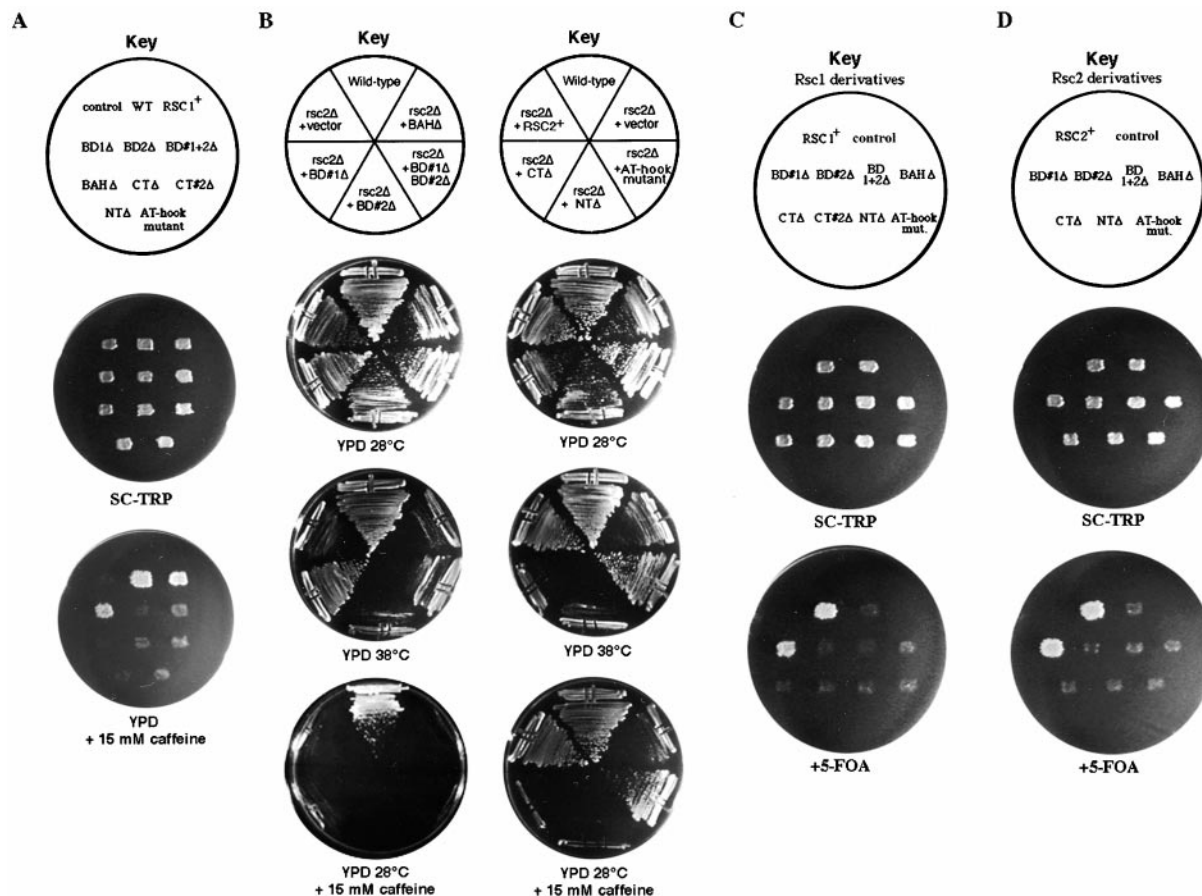 A
Key
control WT RSC1+
BD1Δ BD2Δ BD#1+2Δ
BAHΔ CTΔ CT#2Δ
NTΔ AT-hook
mutant
SC-TRP
YPD
+ 15 mM caffeine
B
Key
Wild-type
rsc2Δ
+vector
rsc2Δ
+BAHΔ
rsc2Δ
+BD#1Δ
rsc2Δ
+BD#1Δ
BD#2Δ
rsc2Δ
+ BD#2Δ
YPD 28°C
YPD 38°C
YPD 28°C
+ 15 mM caffeine
Key
Wild-type
rsc2Δ
+RSC2+
rsc2Δ
+ vector
rsc2Δ
+ CTΔ
rsc2Δ
+AT-hook
mutant
rsc2Δ
+ NTΔ
YPD 28°C
YPD 38°C
YPD 28°C
+ 15 mM caffeine
C
Key
Rsc1 derivatives
RSC1+ control
BD#1Δ BD#2Δ BD
1+2Δ BAHΔ
CTΔ CT#2Δ NTΔ AT-hook
mut.
SC-TRP
+5-FOA
D
Key
Rsc2 derivatives
RSC2+ control
BD#1Δ BD#2Δ BD
1+2Δ BAHΔ
CTΔ NTΔ AT-hook
mut.
SC-TRP
+5-FOA